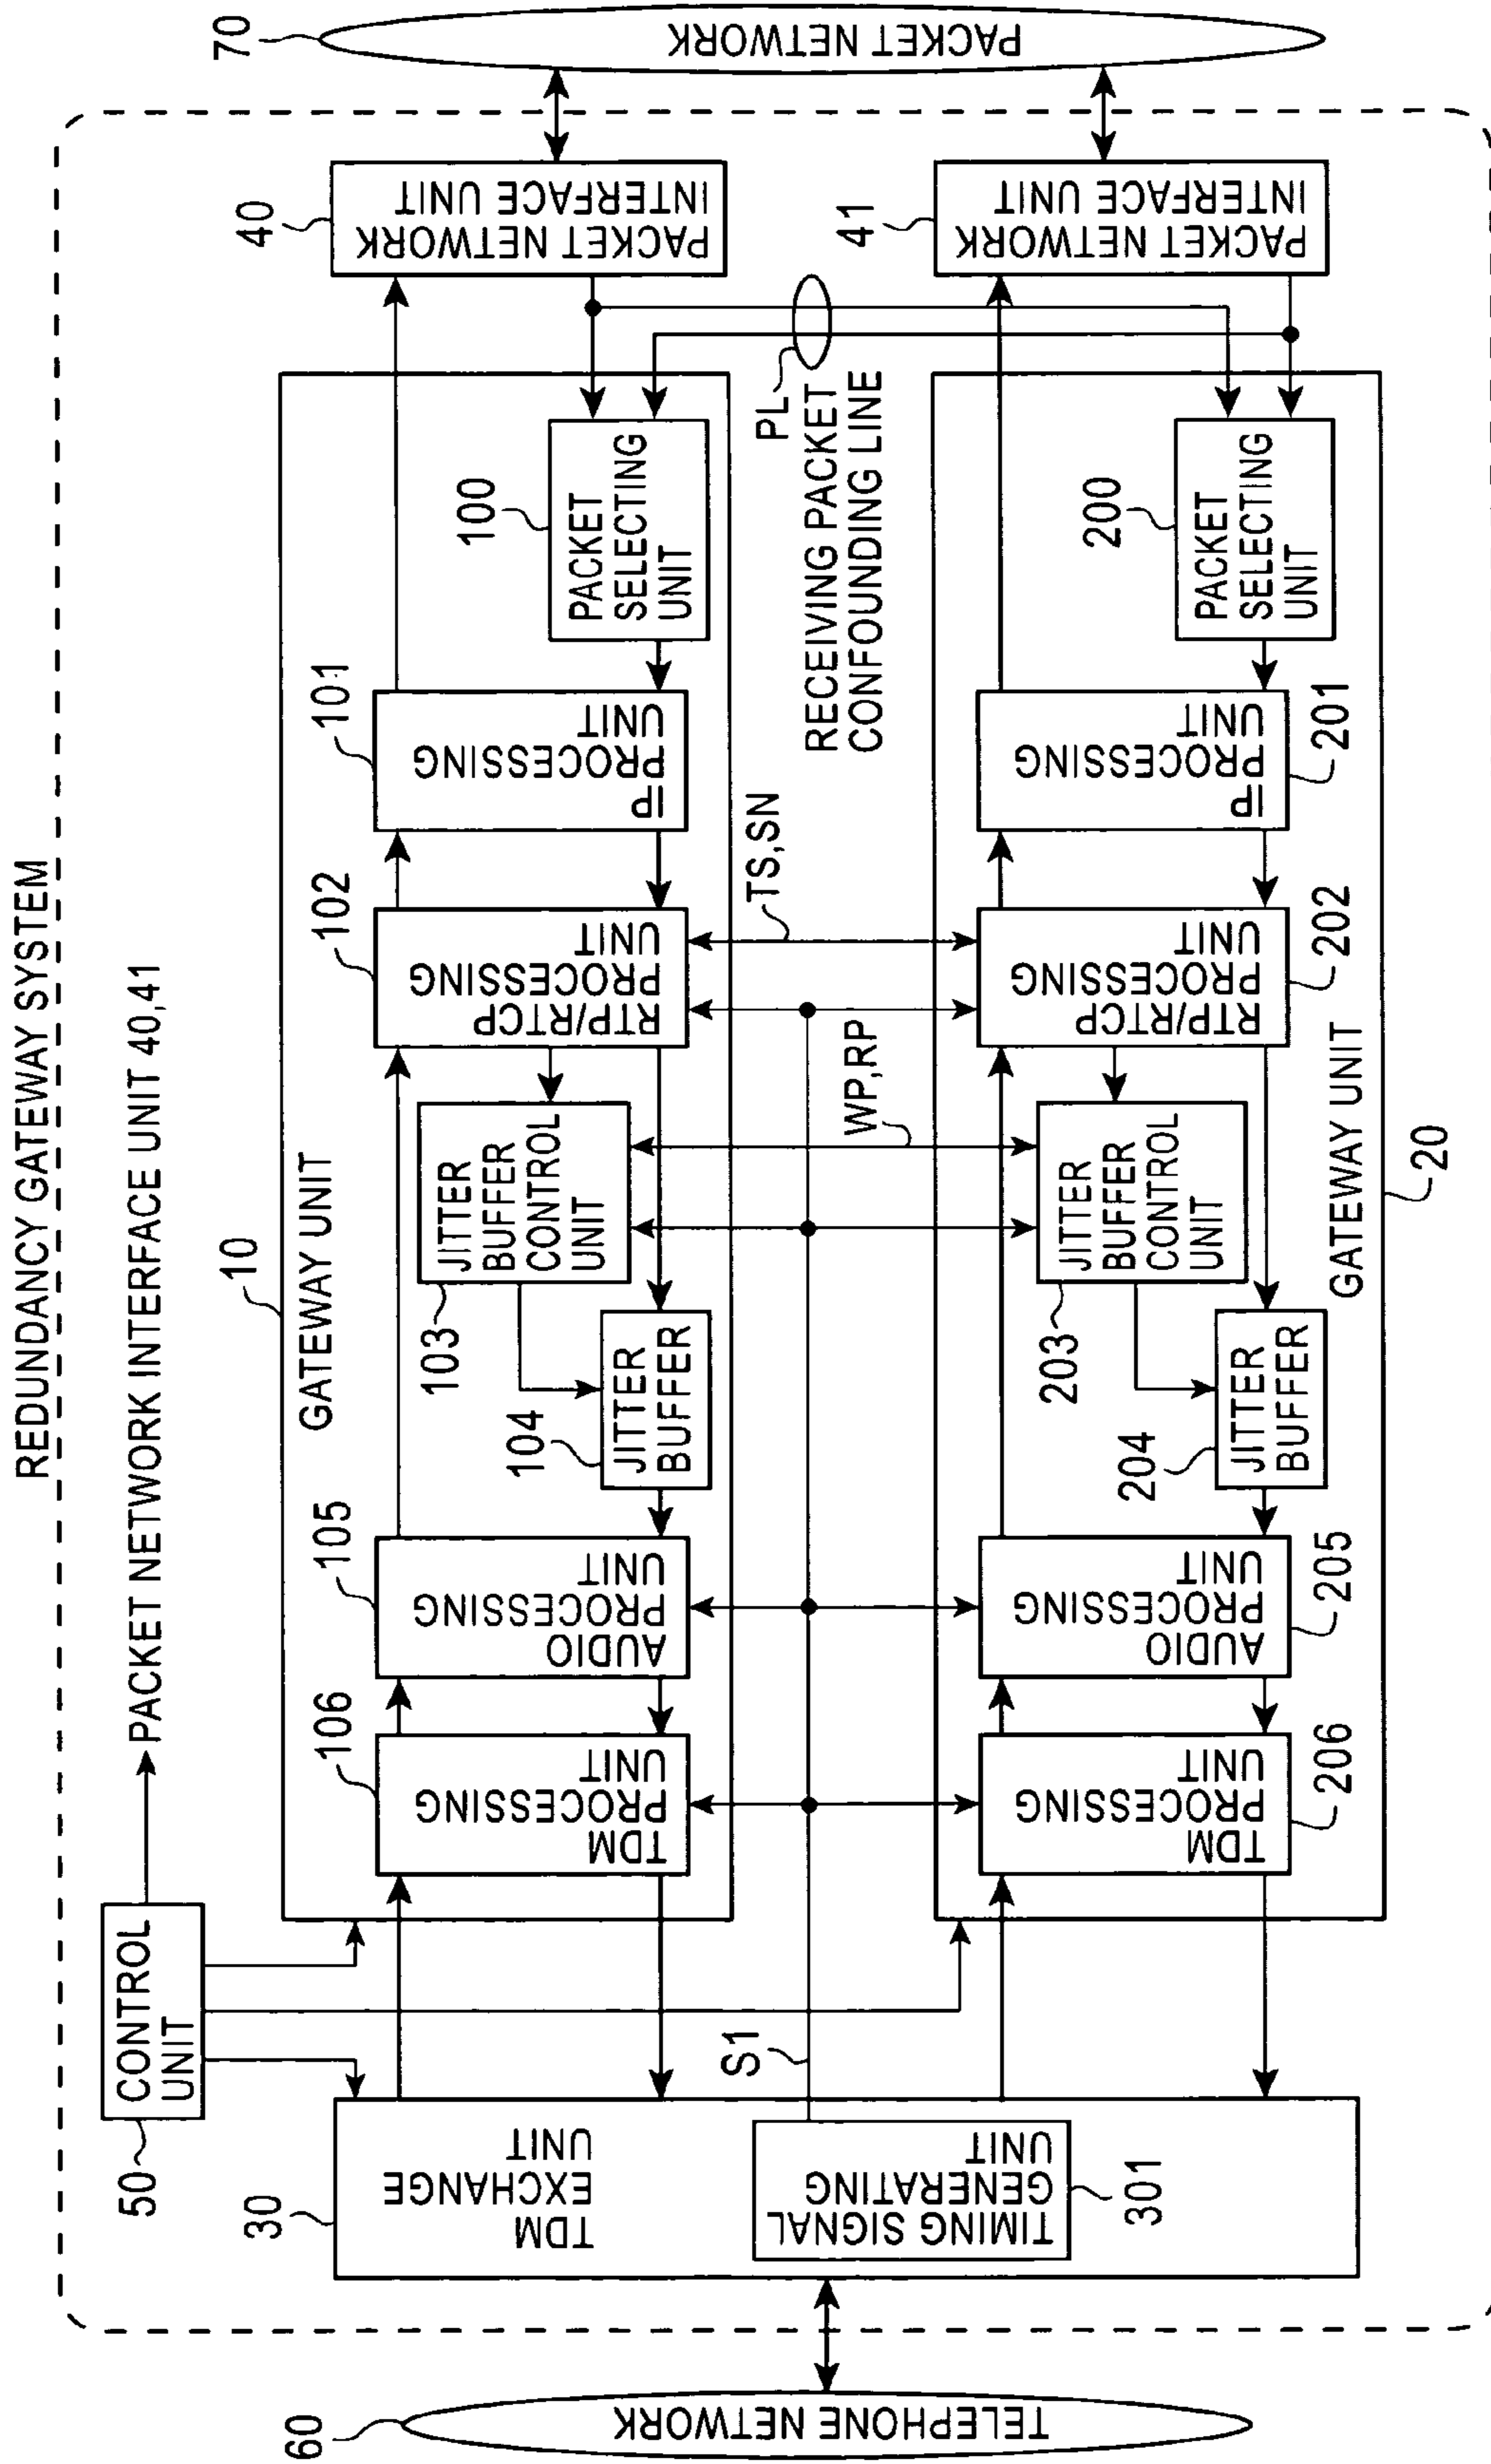 REDUNDANCY GATEWAY SYSTEM
50
CONTROL
UNIT
PACKET NETWORK INTERFACE UNIT 40,41
60
TELEPHONE NETWORK
30
TDM
EXCHANGE
UNIT
TIMING SIGNAL
GENERATING
UNIT
301
S1
10
GATEWAY UNIT
106
TDM
PROCESSING
UNIT
105
AUDIO
PROCESSING
UNIT
104
JITTER
BUFFER
103
JITTER
BUFFER
CONTROL
UNIT
102
RTP/RTCP
PROCESSING
UNIT
101
IP
PROCESSING
UNIT
100
PACKET
SELECTING
UNIT
40
PACKET NETWORK
INTERFACE UNIT
70
PACKET NETWORK
WP,RP
TS,SN
PL
RECEIVING PACKET
CONFOUNDING LINE
TDM
PROCESSING
UNIT
206
AUDIO
PROCESSING
UNIT
205
204
JITTER
BUFFER
203
JITTER
BUFFER
CONTROL
UNIT
RTP/RTCP
PROCESSING
UNIT
202
IP
PROCESSING
UNIT
201
200
PACKET
SELECTING
UNIT
41
PACKET NETWORK
INTERFACE UNIT
GATEWAY UNIT
20